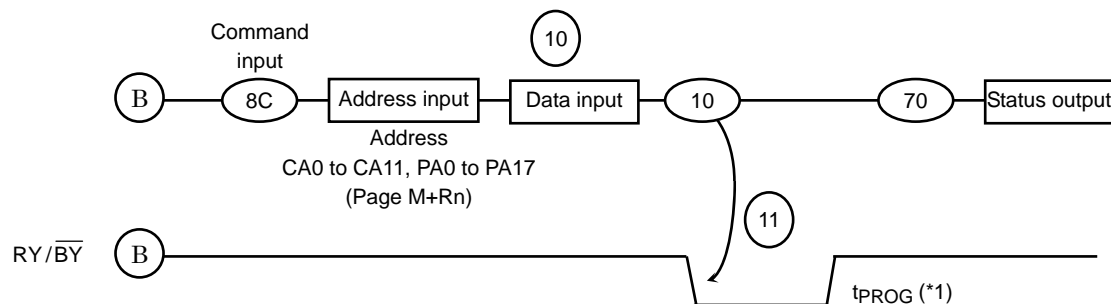 Command
input
10
B
8C
Address input
Data input
10
70
Status output
Address
CA0 to CA11, PA0 to PA17
(Page M+Rn)
11
RY/BY
B
tPROG (*1)